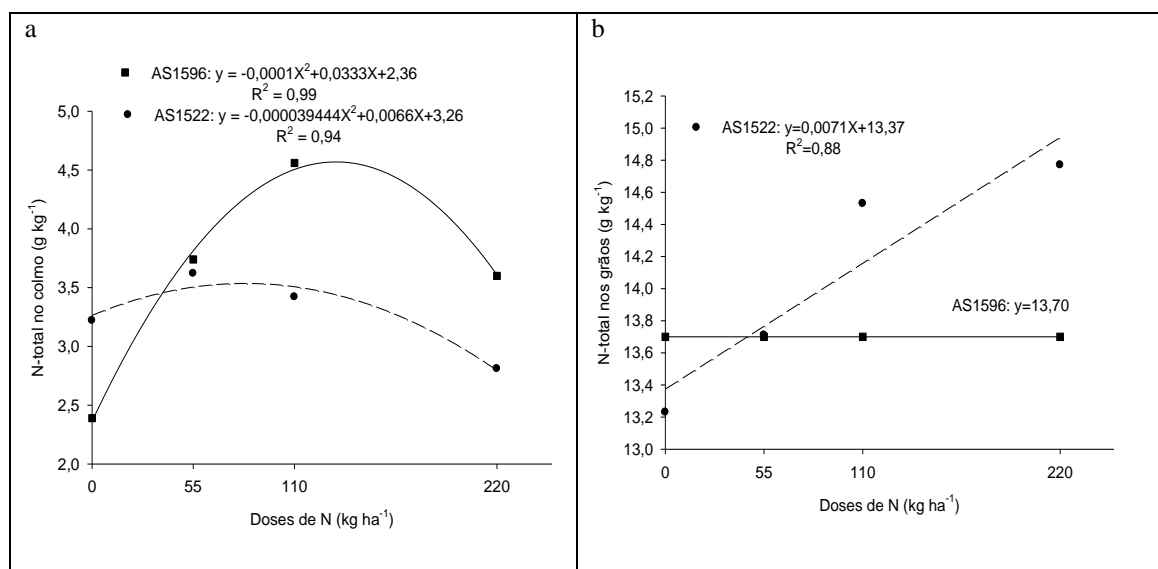 a
AS1596: y = -0,0001X²+0,0333X+2,36
R² = 0,99
AS1522: y = -0,000039444X²+0,0066X+3,26
R² = 0,94
5,0
4,5
4,0
3,5
3,0
2,5
2,0
N-total no colmo (g kg⁻¹)
0 55 110 220
Doses de N (kg ha⁻¹)
b
15,2
15,0
14,8
14,6
14,4
14,2
14,0
13,8
13,6
13,4
13,2
13,0
N-total nos grãos (g kg⁻¹)
AS1522: y=0,0071X+13,37
R²=0,88
AS1596: y=13,70
0 55 110 220
Doses de N (kg ha⁻¹)